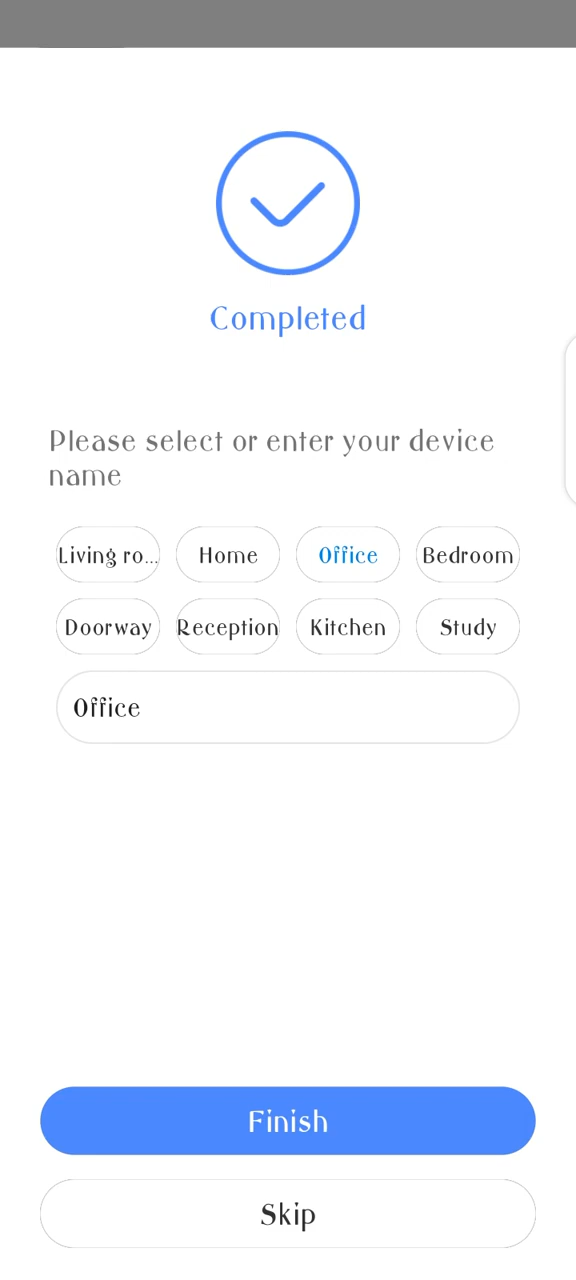 Completed
Please select or enter your device
name
Living ro...
Home
Office
Bedroom
Doorway
Reception
Kitchen
Study
Office
Finish
Skip